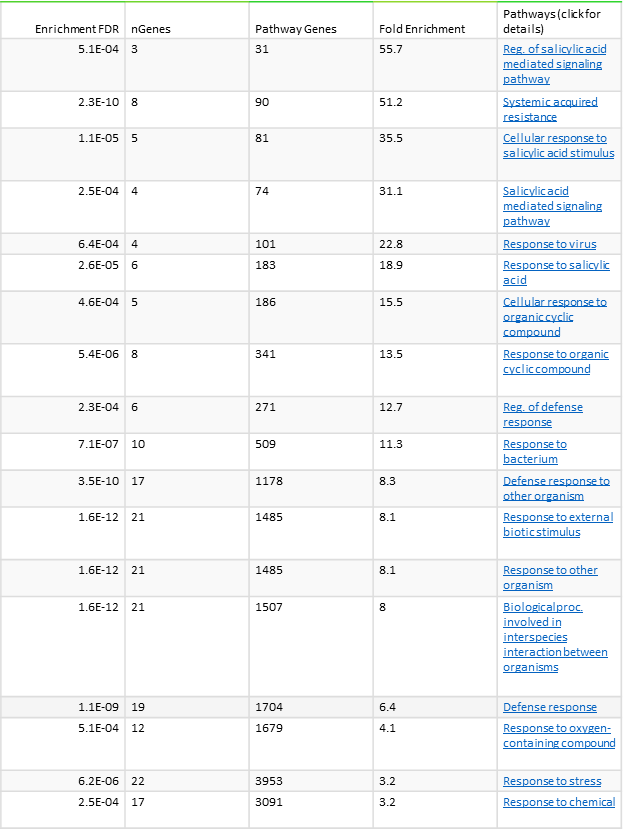 Enrichment FDR nGenes Pathway Genes Fold Enrichment Pathways (click for
details)
5.1E-04 3 31 55.7 Reg. of salicylic acid
mediated signaling
pathway
2.3E-10 8 90 51.2 Systemic acquired
resistance
1.1E-05 5 81 35.5 Cellular response to
salicylic acid stimulus
2.5E-04 4 74 31.1 Salicylic acid
mediated signaling
pathway
6.4E-04 4 101 22.8 Response to virus
2.6E-05 6 183 18.9 Response to salicylic
acid
4.6E-04 5 186 15.5 Cellular response to
organic cyclic
compound
5.4E-06 8 341 13.5 Response to organic
cyclic compound
2.3E-04 6 271 12.7 Reg. of defense
response
7.1E-07 10 509 11.3 Response to
bacterium
3.5E-10 17 1178 8.3 Defense response to
other organism
1.6E-12 21 1485 8.1 Response to external
biotic stimulus
1.6E-12 21 1485 8.1 Response to other
organism
1.6E-12 21 1507 8 Biological proc.
involved in
interspecies
interaction between
organisms
1.1E-09 19 1704 6.4 Defense response
5.1E-04 12 1679 4.1 Response to oxygen-
containing compound
6.2E-06 22 3953 3.2 Response to stress
2.5E-04 17 3091 3.2 Response to chemical